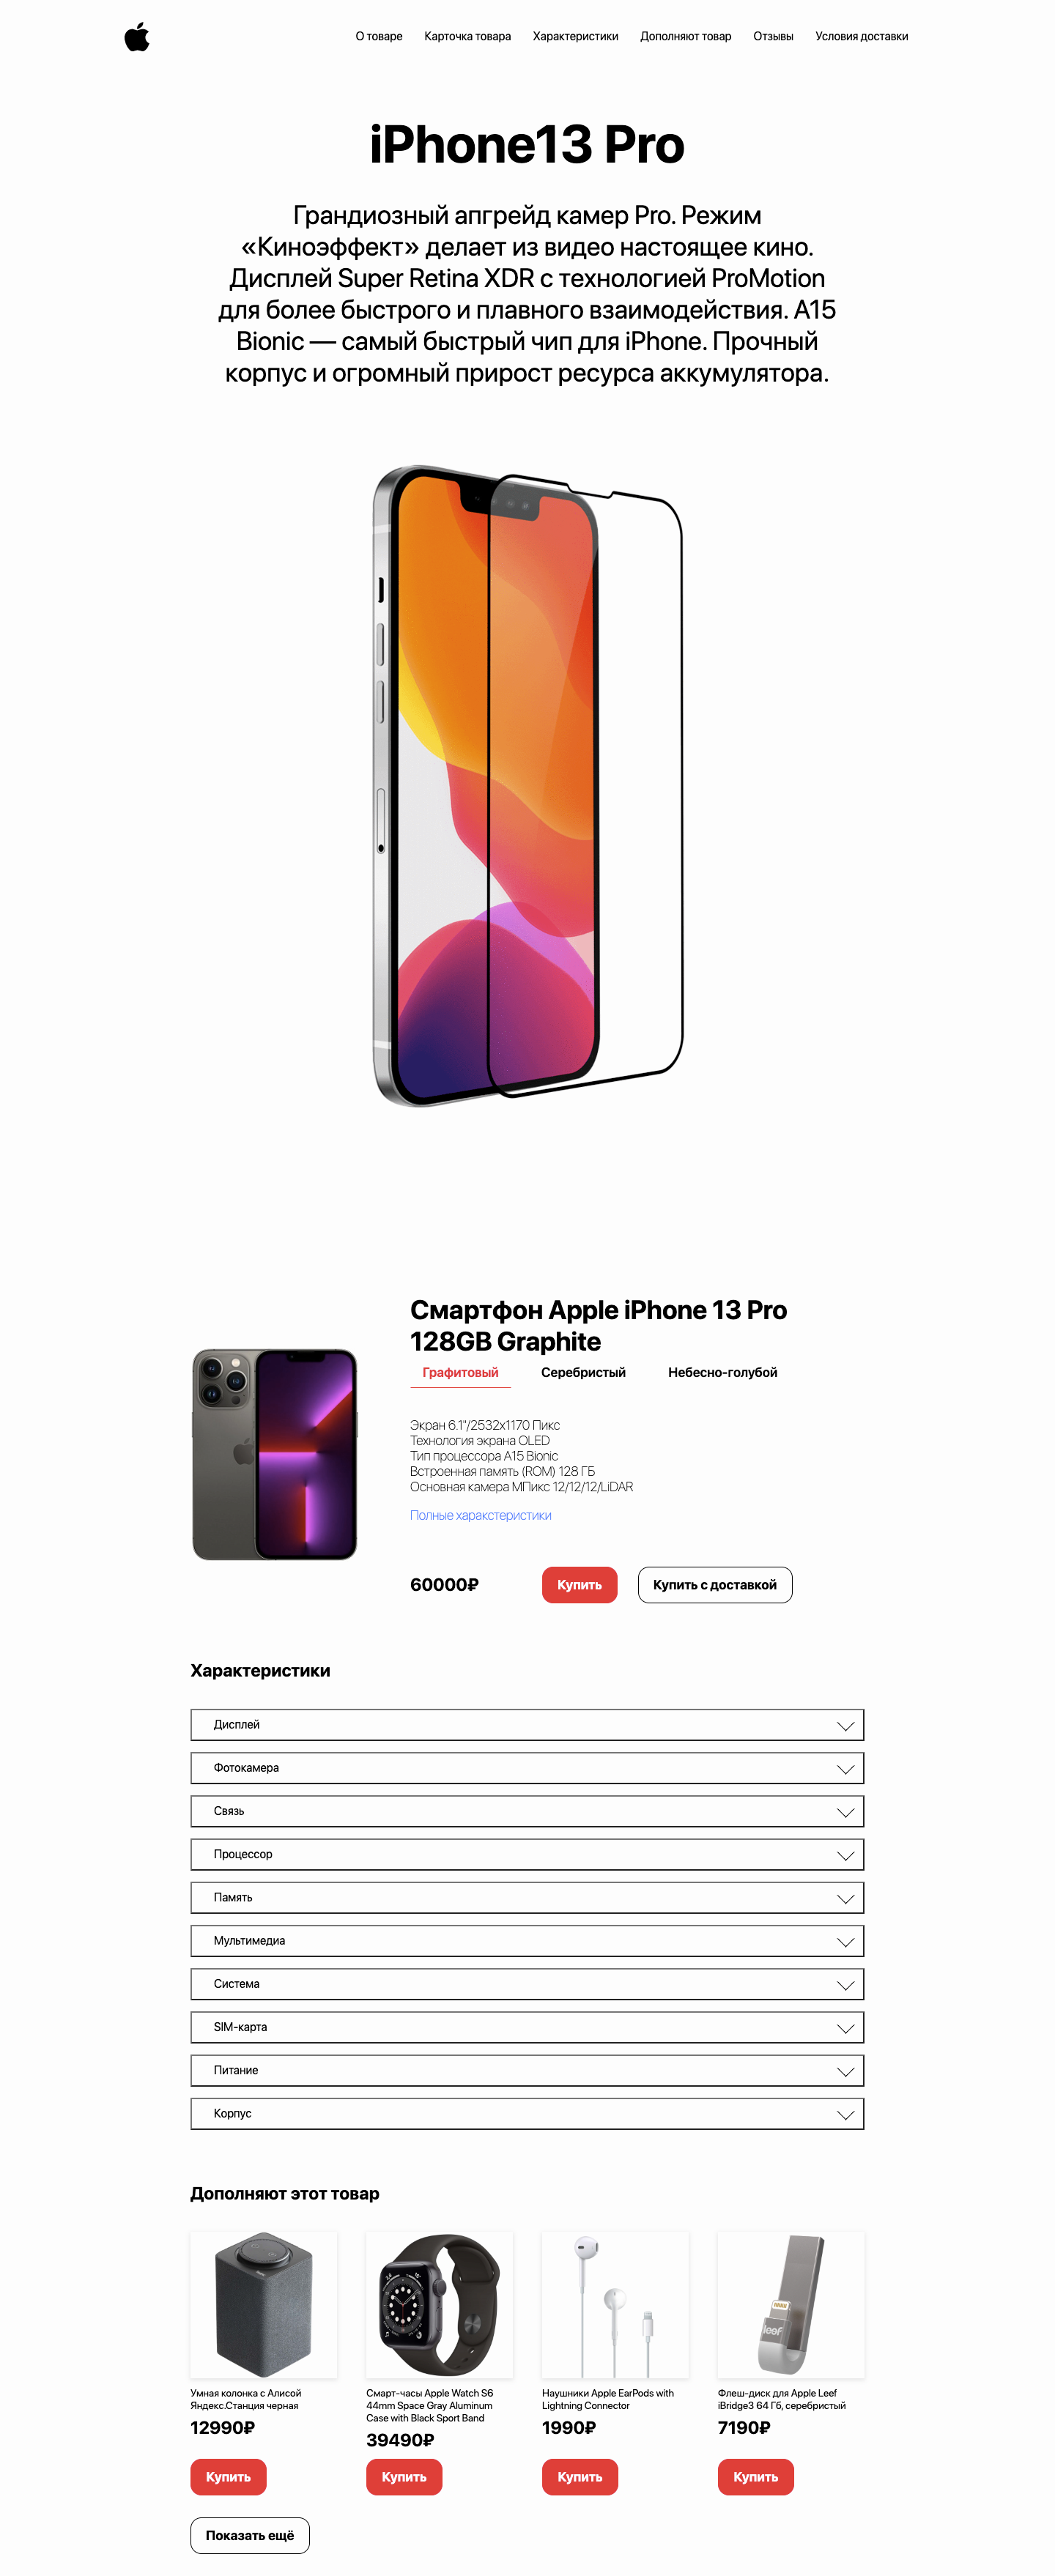 О товаре Карточка товара Характеристики Дополняют товар Отзывы Условия доставки
iPhone13 Pro
Грандиозный апгрейд камер Pro. Режим
«Киноэффект» делает из видео настоящее кино.
Дисплей Super Retina XDR с технологией ProMotion
для более быстрого и плавного взаимодействия. A15
Bionic — самый быстрый чип для iPhone. Прочный
корпус и огромный прирост ресурса аккумулятора.
Смартфон Apple iPhone 13 Pro
128GB Graphite
Графитовый Серебристый Небесно-голубой
Экран 6.1"/2532x1170 Пикс
Технология экрана OLED
Тип процессора A15 Bionic
Встроенная память (ROM) 128 ГБ
Основная камера МПикс 12/12/12/LiDAR
Полные характеристики
60000₽ Купить Купить с доставкой
Характеристики
Дисплей
Фотокамера
Связь
Процессор
Память
Мультимедиа
Система
SIM-карта
Питание
Корпус
Дополняют этот товар
leef
Умная колонка с Алисой
Яндекс.Станция черная
12990₽
Купить
Смарт-часы Apple Watch S6
44mm Space Gray Aluminum
Case with Black Sport Band
39490₽
Купить
Наушники Apple EarPods with
Lightning Connector
1990₽
Купить
Флеш-диск для Apple Leef
iBridge3 64 Гб, серебристый
7190₽
Купить
Показать ещё